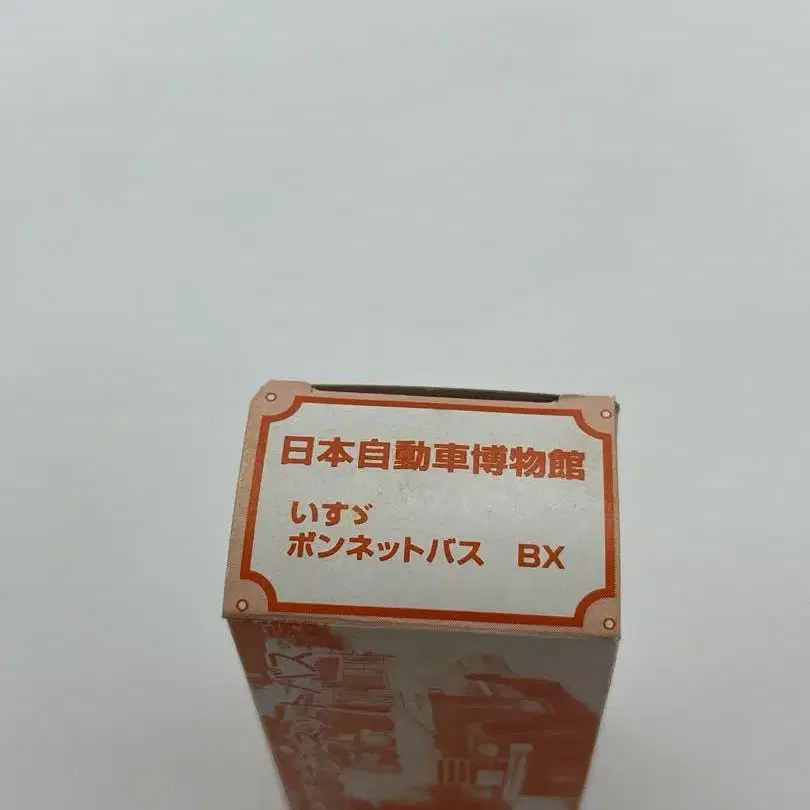 日本自動車博物館
いすゞ
ボンネットバス BX